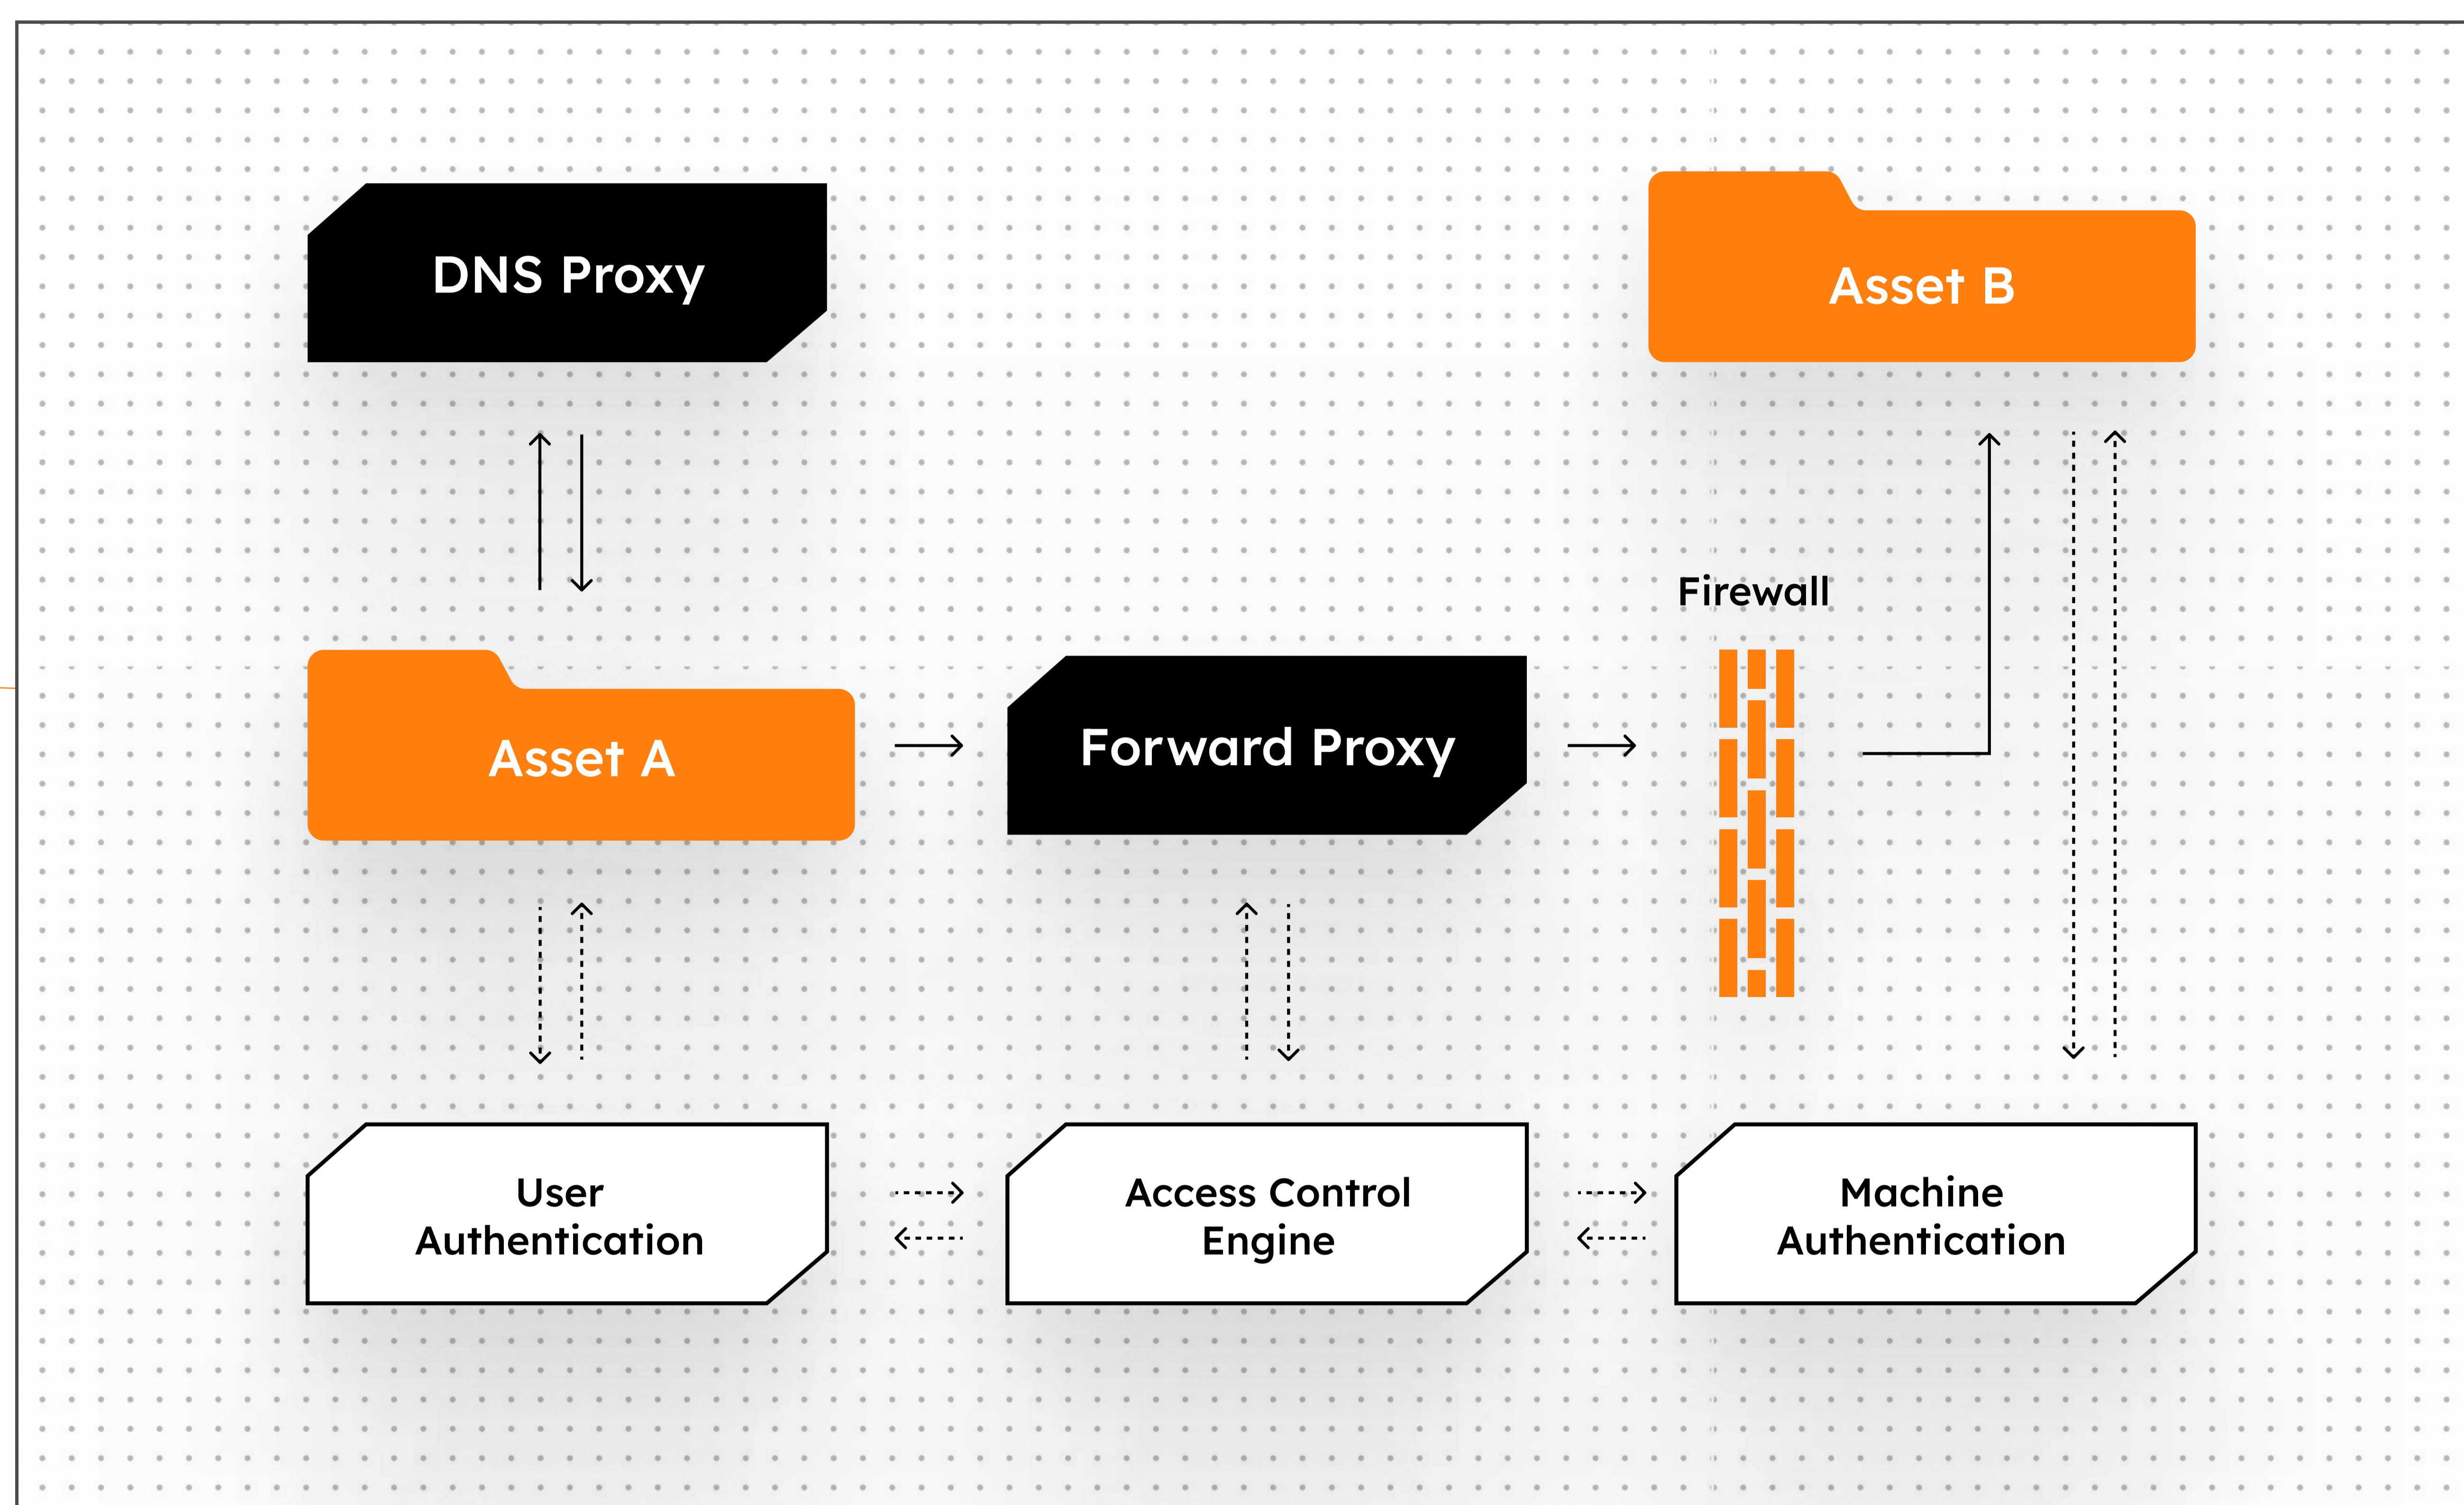 DNS Proxy
Asset B
Firewall
Asset A
Forward Proxy
User
Authentication
Access Control
Engine
Machine
Authentication